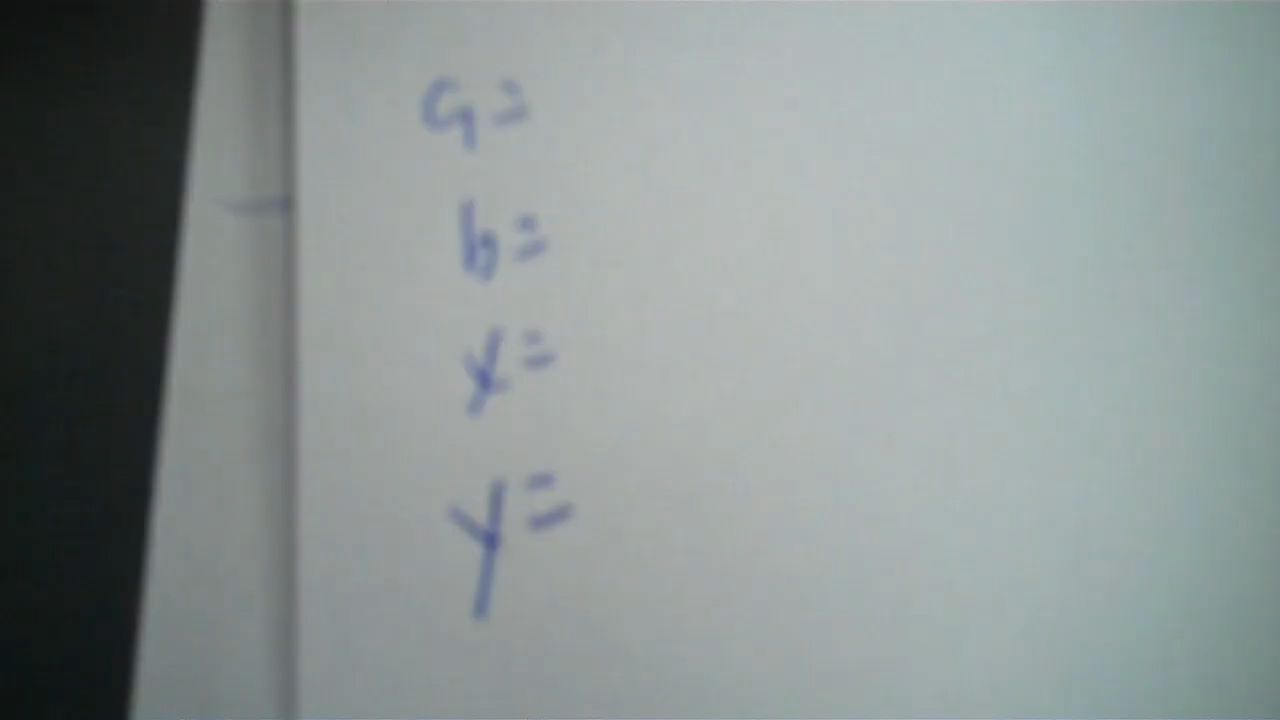 a=
b=
x=
y=